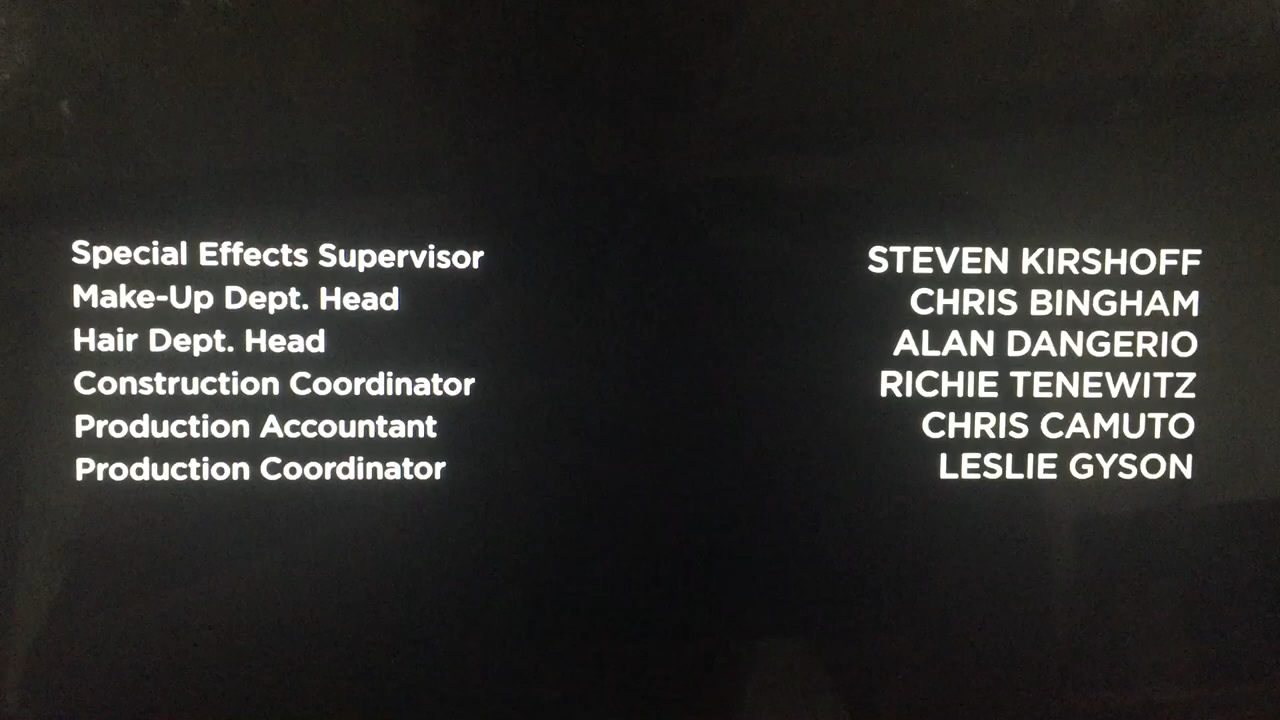 Special Effects Supervisor STEVEN KIRSHOFF
Make-Up Dept. Head CHRIS BINGHAM
Hair Dept. Head ALAN DANGERIO
Construction Coordinator RICHIE TENEWITZ
Production Accountant CHRIS CAMUTO
Production Coordinator LESLIE GYSON